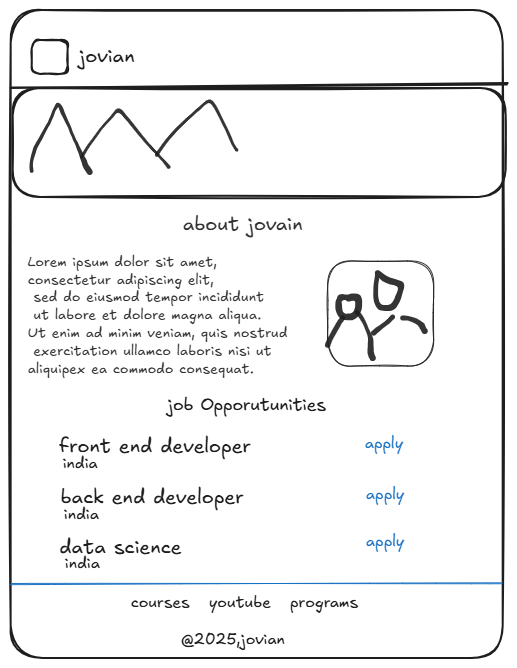 jovian
about jovain
Lorem ipsum dolor sit amet,
consectetur adipiscing elit,
sed do eiusmod tempor incididunt
ut labore et dolore magna aliqua.
Ut enim ad minim veniam, quis nostrud
exercitation ullamco laboris nisi ut
aliquipex ea commodo consequat.
job Opporutunities
front end developer apply
india
back end developer apply
india
data science apply
india
courses youtube programs
@2025,jovian